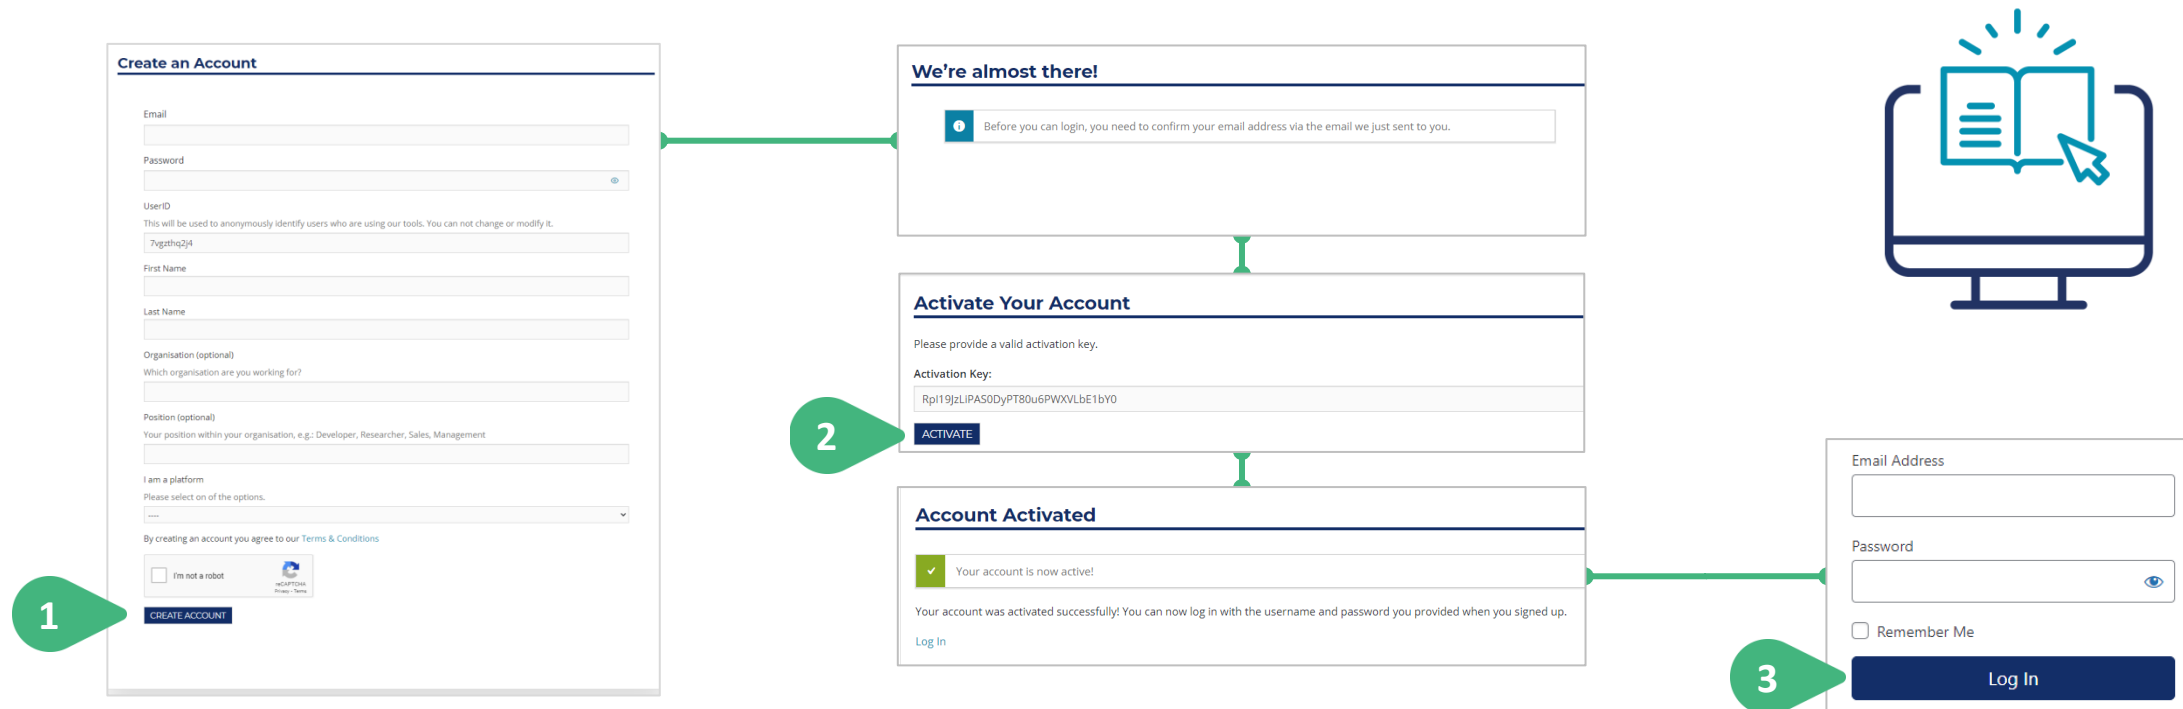 Create an Account
Email
Password
UserID
This will be used to anonymously identify users who are using our tools. You can not change or modify it.
7vgzthq2j4
First Name
Last Name
Organisation (optional)
Which organisation are you working for?
Position (optional)
Your position within your organisation, e.g.: Developer, Researcher, Sales, Management
I am a platform
Please select on of the options.
----
By creating an account you agree to our Terms & Conditions
I'm not a robot
reCAPTCHA
Privacy - Terms
1
CREATE ACCOUNT
We're almost there!
Before you can login, you need to confirm your email address via the email we just sent to you.
Activate Your Account
Please provide a valid activation key.
Activation Key:
RpI19JzLiPAS0DyPT80u6PWXVLbE1bY0
2
ACTIVATE
Account Activated
Your account is now active!
Your account was activated successfully! You can now log in with the username and password you provided when you signed up.
Log In
Email Address
Password
Remember Me
3
Log In